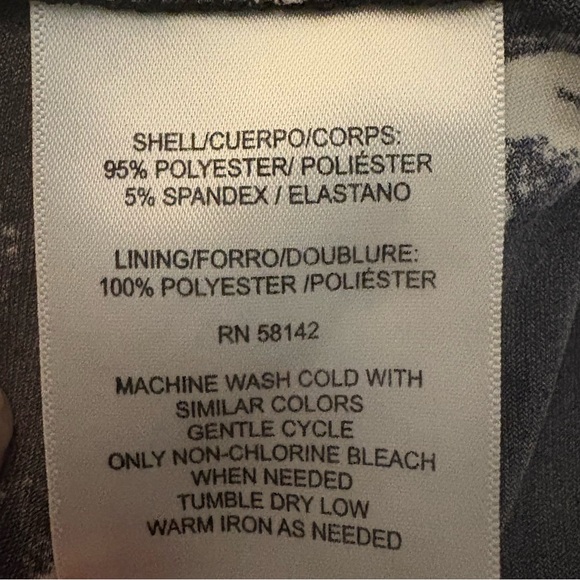 SHELL/CUERPO/CORPS:
95% POLYESTER/ POLIÉSTER
5% SPANDEX / ELASTANO
LINING/FORRO/DOUBLURE:
100% POLYESTER /POLIÉSTER
RN 58142
MACHINE WASH COLD WITH
SIMILAR COLORS
GENTLE CYCLE
ONLY NON-CHLORINE BLEACH
WHEN NEEDED
TUMBLE DRY LOW
WARM IRON AS NEEDED